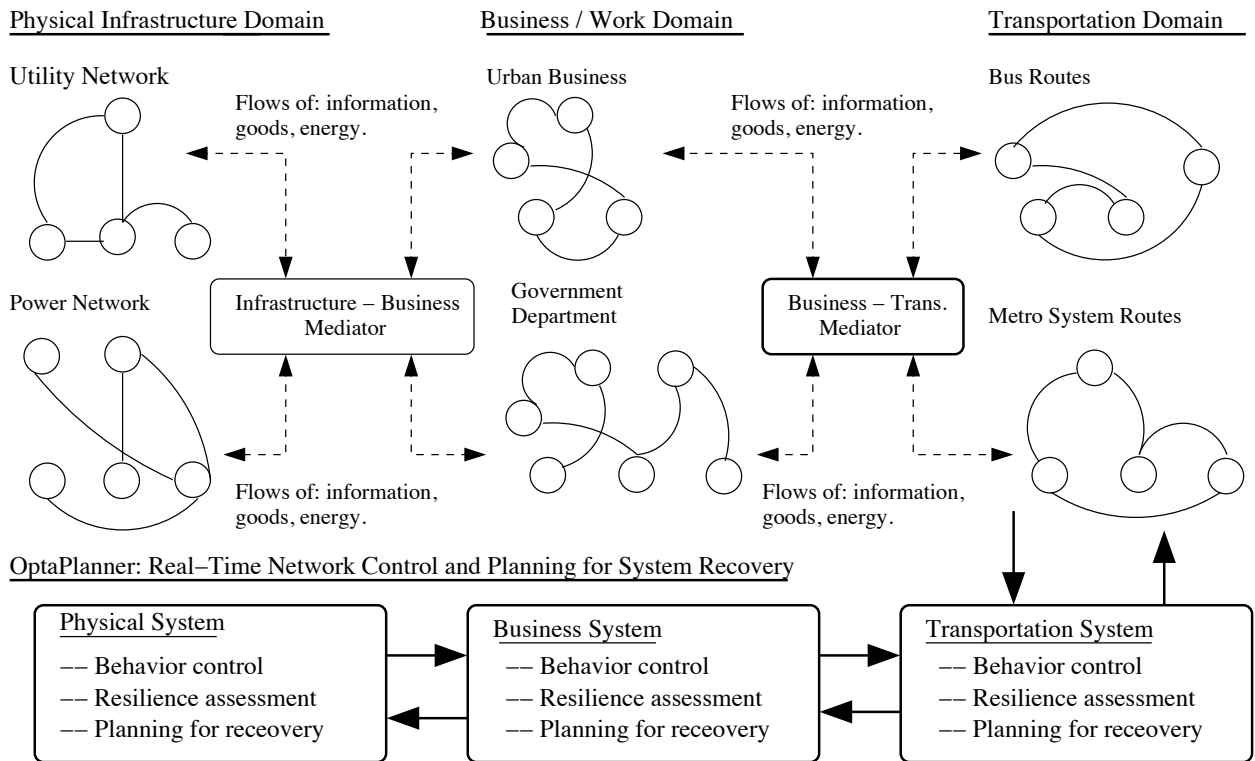 Physical Infrastructure Domain
Business / Work Domain
Transportation Domain
Utility Network
Flows of: information,
goods, energy.
Urban Business
Flows of: information,
goods, energy.
Bus Routes
Power Network
Infrastructure – Business
Mediator
Government
Department
Business – Trans.
Mediator
Metro System Routes
Flows of: information,
goods, energy.
Flows of: information,
goods, energy.
OptaPlanner: Real–Time Network Control and Planning for System Recovery
Physical System
–– Behavior control
–– Resilience assessment
–– Planning for receovery
Business System
–– Behavior control
–– Resilience assessment
–– Planning for receovery
Transportation System
–– Behavior control
–– Resilience assessment
–– Planning for receovery